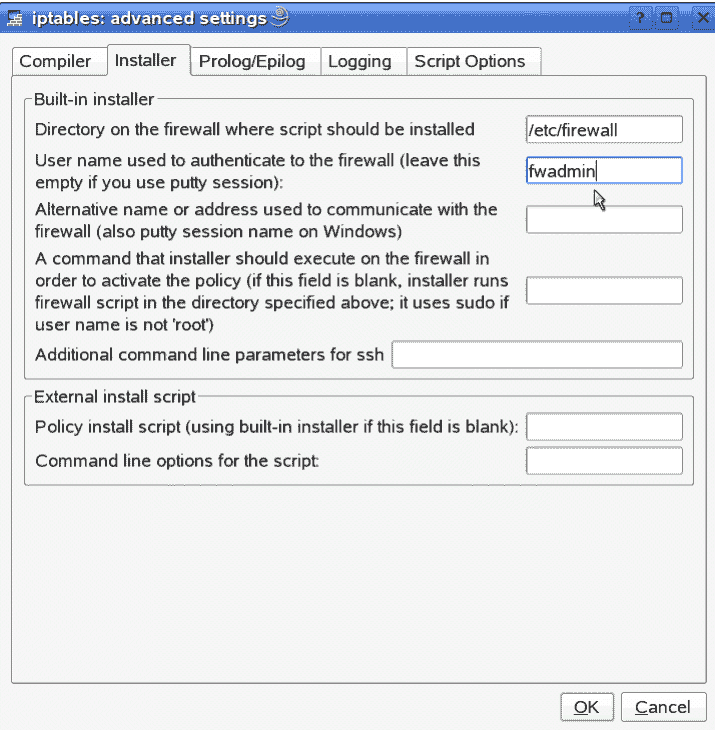 iptables: advanced settings
Compiler
Installer
Prolog/Epilog
Logging
Script Options
Built-in installer
Directory on the firewall where script should be installed
/etc/firewall
User name used to authenticate to the firewall (leave this
empty if you use putty session):
fwadmin
Alternative name or address used to communicate with the
firewall (also putty session name on Windows)
A command that installer should execute on the firewall in
order to activate the policy (if this field is blank, installer runs
firewall script in the directory specified above; it uses sudo if
user name is not 'root')
Additional command line parameters for ssh
External install script
Policy install script (using built-in installer if this field is blank):
Command line options for the script:
OK
Cancel